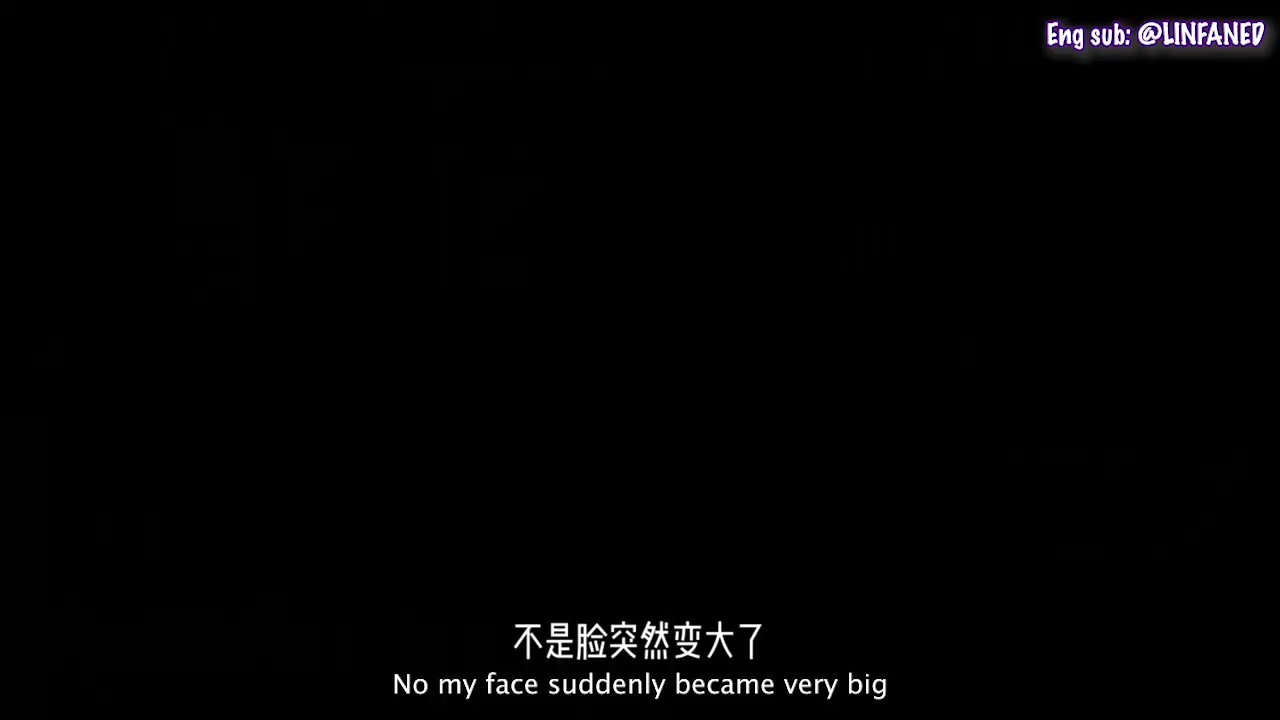 Eng sub: @LINFANED
不是脸突然变大了
No my face suddenly became very big